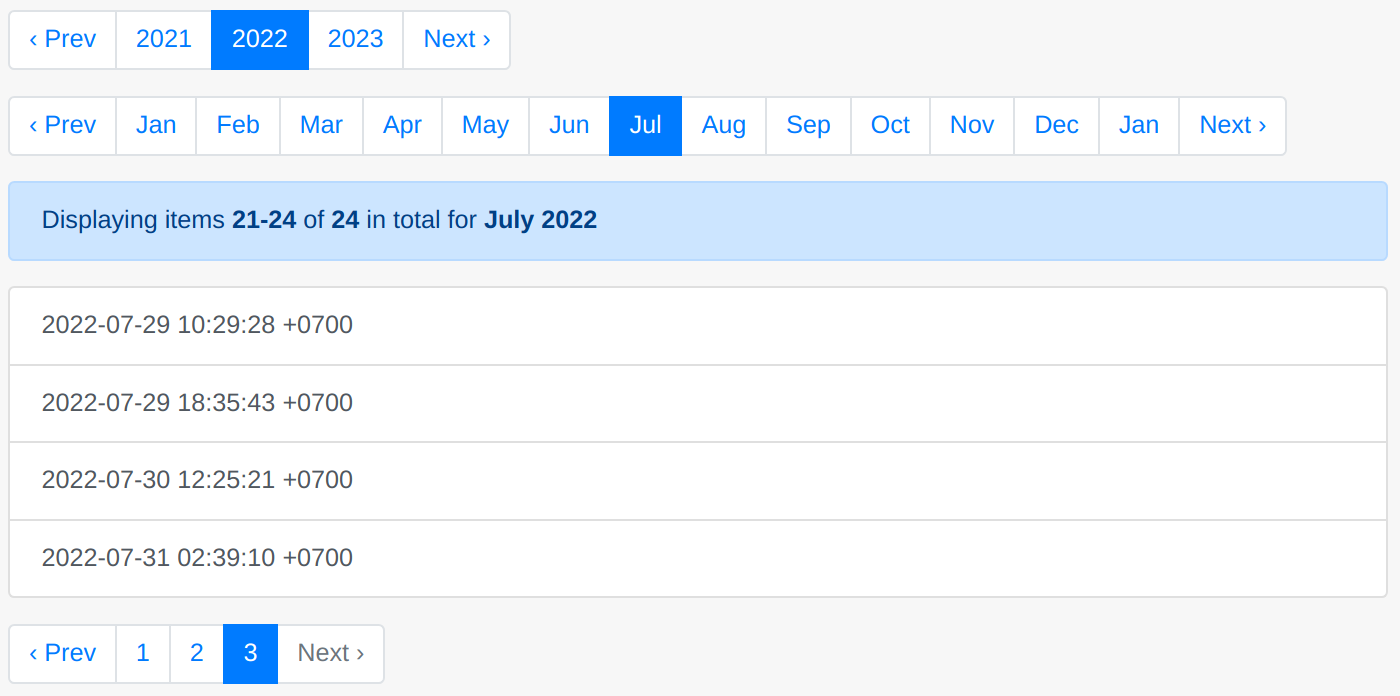 ‹ Prev 2021 2022 2023 Next ›
‹ Prev Jan Feb Mar Apr May Jun Jul Aug Sep Oct Nov Dec Jan Next ›
Displaying items 21-24 of 24 in total for July 2022
2022-07-29 10:29:28 +0700
2022-07-29 18:35:43 +0700
2022-07-30 12:25:21 +0700
2022-07-31 02:39:10 +0700
‹ Prev 1 2 3 Next ›